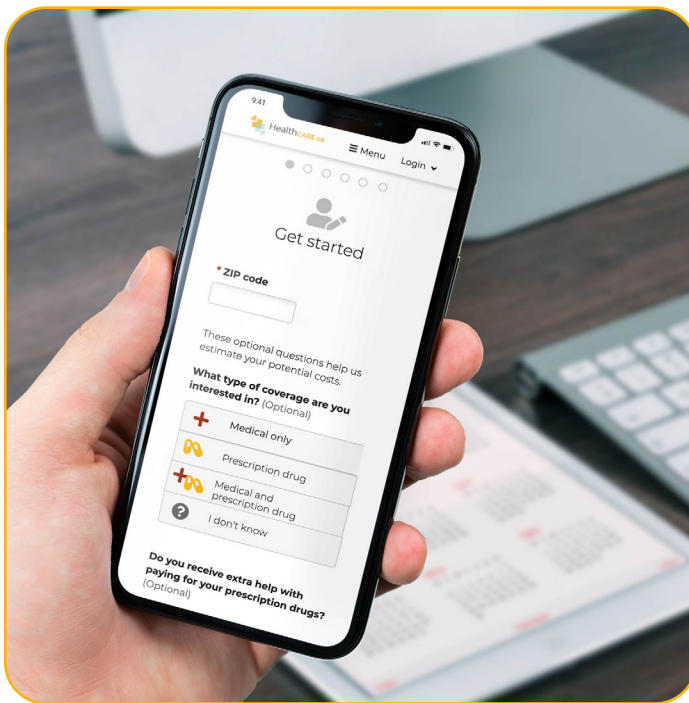 9:41
HealthCARE.co
Menu
Login
Get started
* ZIP code
These optional questions help us
estimate your potential costs.
What type of coverage are you
interested in? (Optional)
Medical only
Prescription drug
Medical and
prescription drug
I don't know
Do you receive extra help with
paying for your prescription drugs?
(Optional)